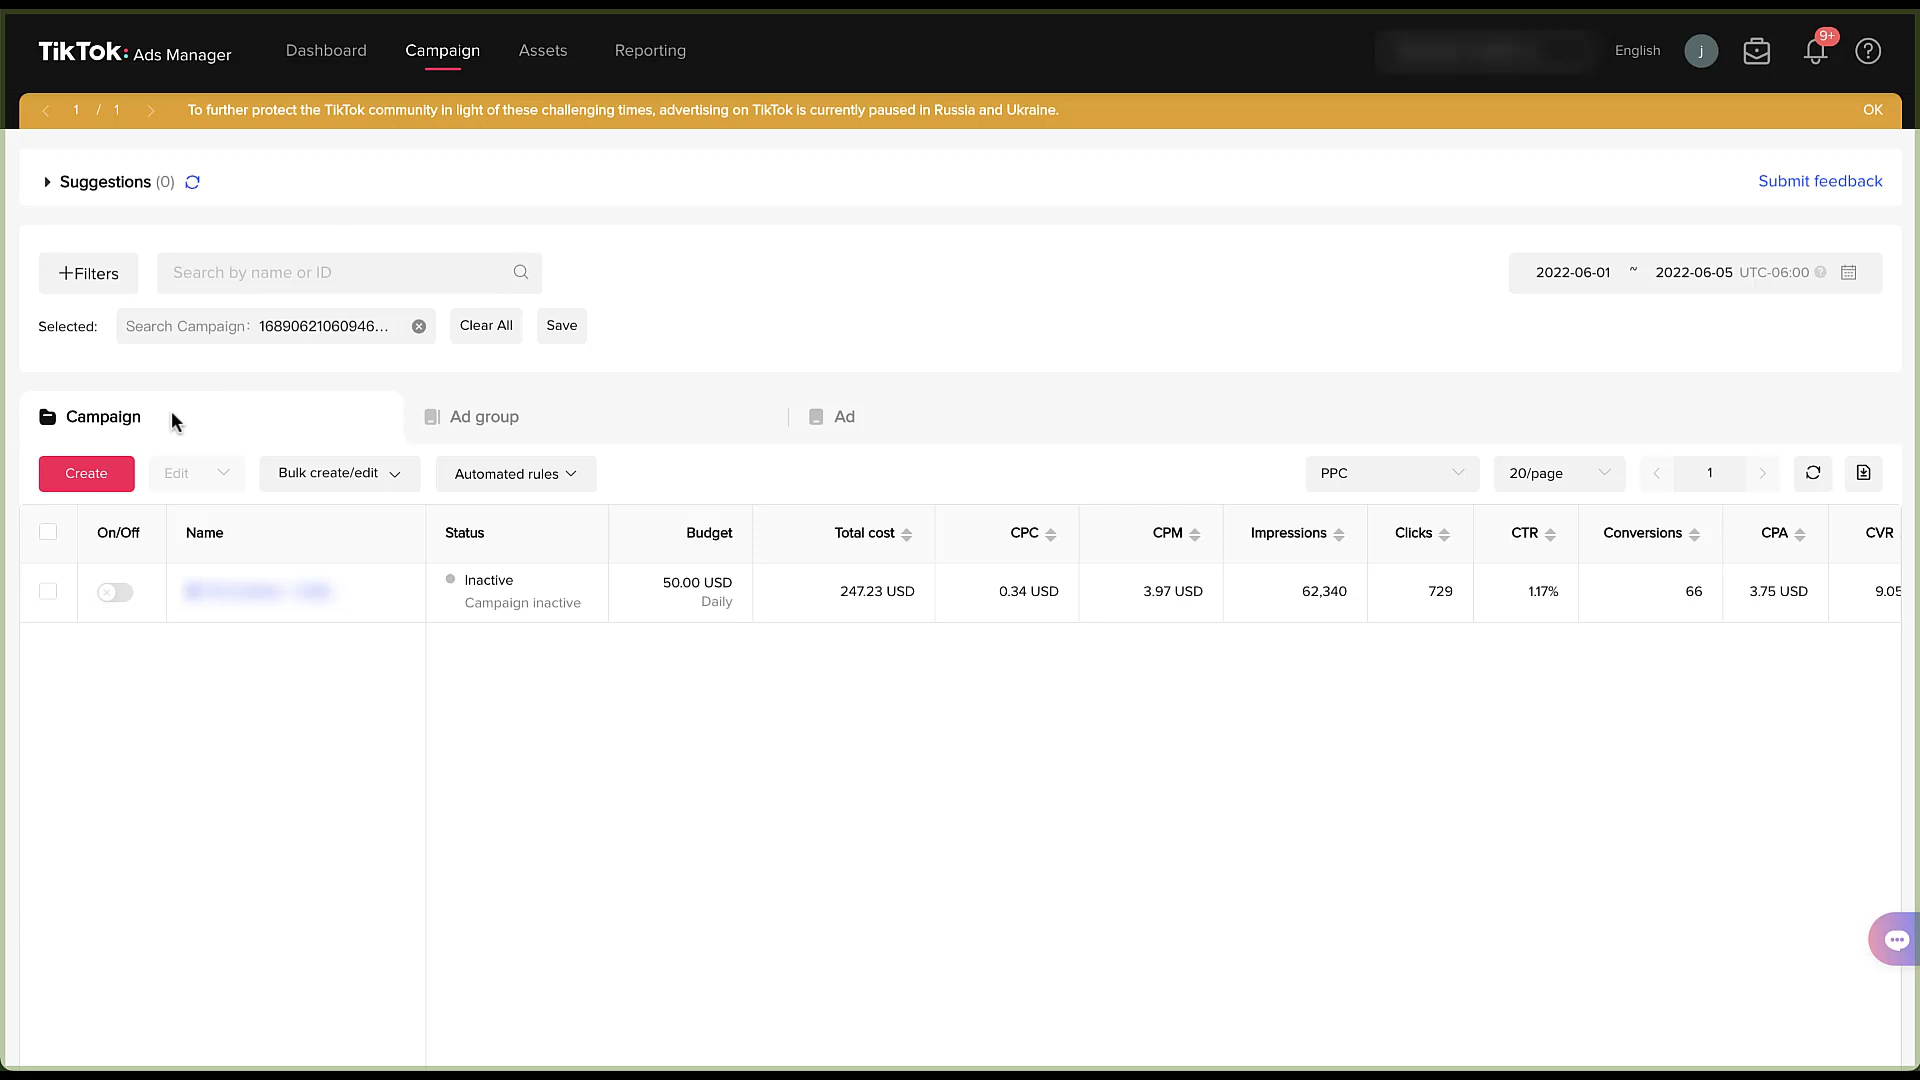 TikTok: Ads Manager Dashboard Campaign Assets Reporting English j 9+
1 / 1 To further protect the TikTok community in light of these challenging times, advertising on TikTok is currently paused in Russia and Ukraine. OK
Suggestions (0) Submit feedback
+Filters Search by name or ID 2022-06-01 ~ 2022-06-05 UTC-06:00
Selected: Search Campaign: 16890621060946... Clear All Save
Campaign Ad group Ad
Create Edit Bulk create/edit Automated rules PPC 20/page 1
On/Off Name Status Budget Total cost CPC CPM Impressions Clicks CTR Conversions CPA CVR
Inactive 50.00 USD 247.23 USD 0.34 USD 3.97 USD 62,340 729 1.17% 66 3.75 USD 9.05
Campaign inactive Daily